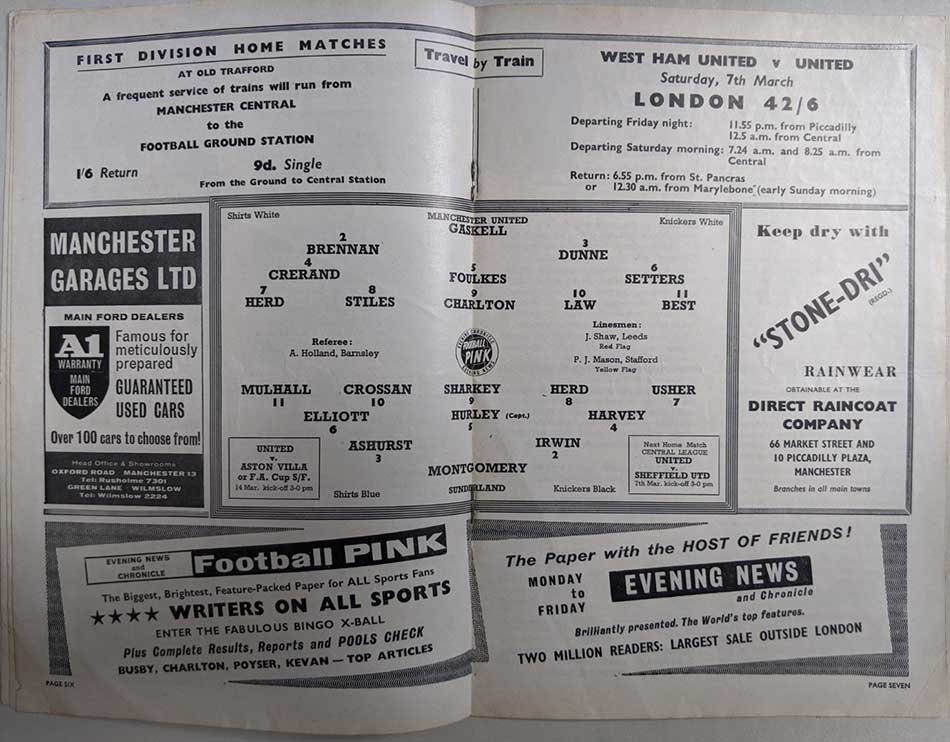 FIRST DIVISION HOME MATCHES
AT OLD TRAFFORD
A frequent service of trains will run from
MANCHESTER CENTRAL
to the
FOOTBALL GROUND STATION
1/6 Return 9d. Single
From the Ground to Central Station
Travel by Train
WEST HAM UNITED v UNITED
Saturday, 7th March
LONDON 42/6
Departing Friday night: 11.55 p.m. from Piccadilly
12.5 a.m. from Central
Departing Saturday morning: 7.24 a.m. and 8.25 a.m. from
Central
Return: 6.55 p.m. from St. Pancras
or 12.30 a.m. from Marylebone (early Sunday morning)
MANCHESTER
GARAGES LTD
MAIN FORD DEALERS
A1
WARRANTY
MAIN
FORD
DEALERS
Famous for
meticulously
prepared
GUARANTEED
USED CARS
Over 100 cars to choose from!
Head Office & Showrooms
OXFORD ROAD MANCHESTER 13
Tel: Rusholme 7301
GREEN LANE WILMSLOW
Tel: Wilmslow 2224
Shirts White MANCHESTER UNITED Knickers White
GASKELL
2 3
BRENNAN DUNNE
4 5 6
CRERAND FOULKES SETTERS
7 8 9 10 11
HERD STILES CHARLTON LAW BEST
Referee:
A. Holland, Barnsley
EVENING CHRONICLE
FOOTBALL
PINK
EVENING NEWS
Linesmen:
J. Shaw, Leeds
Red Flag
P. J. Mason, Stafford
Yellow Flag
MULHALL CROSSAN SHARKEY HERD USHER
11 10 9 8 7
ELLIOTT HURLEY (Capt.) HARVEY
6 5 4
ASHURST IRWIN
3 2
MONTGOMERY
Shirts Blue SUNDERLAND Knickers Black
UNITED
v.
ASTON VILLA
or F.A. Cup S/F.
14 Mar. kick-off 3-0 pm
Next Home Match
CENTRAL LEAGUE
UNITED
v.
SHEFFIELD UTD
7th Mar. kick-off 3-0 pm
Keep dry with
"STONE-DRI"
(REGD.)
RAINWEAR
OBTAINABLE AT THE
DIRECT RAINCOAT
COMPANY
66 MARKET STREET AND
10 PICCADILLY PLAZA,
MANCHESTER
Branches in all main towns
EVENING NEWS
and
CHRONICLE
Football PINK
The Biggest, Brightest, Feature-Packed Paper for ALL Sports Fans
★★★★ WRITERS ON ALL SPORTS
ENTER THE FABULOUS BINGO X-BALL
Plus Complete Results, Reports and POOLS CHECK
BUSBY, CHARLTON, POYSER, KEVAN — TOP ARTICLES
The Paper with the HOST OF FRIENDS!
MONDAY
to
FRIDAY
EVENING NEWS
and Chronicle
Brilliantly presented. The World's top features.
TWO MILLION READERS: LARGEST SALE OUTSIDE LONDON
PAGE SIX
PAGE SEVEN